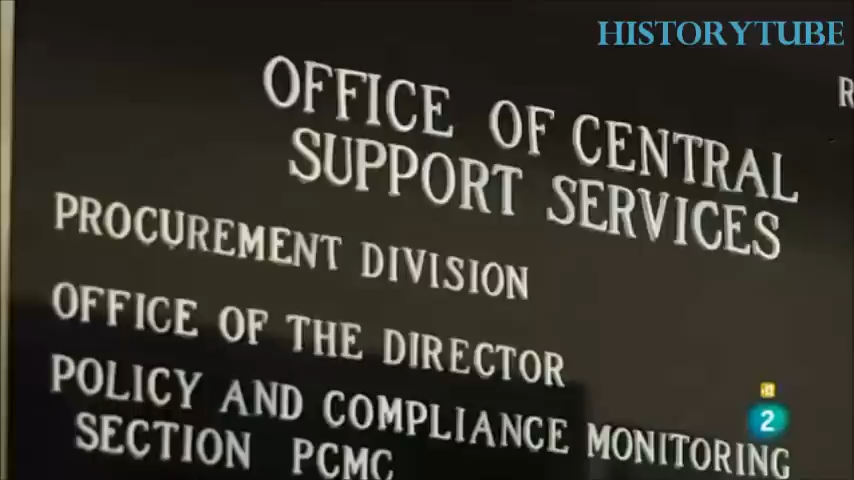 HISTORYTUBE
OFFICE OF CENTRAL
SUPPORT SERVICES
PROCUREMENT DIVISION
OFFICE OF THE DIRECTOR
POLICY AND COMPLIANCE MONITORING
SECTION PCMC
2